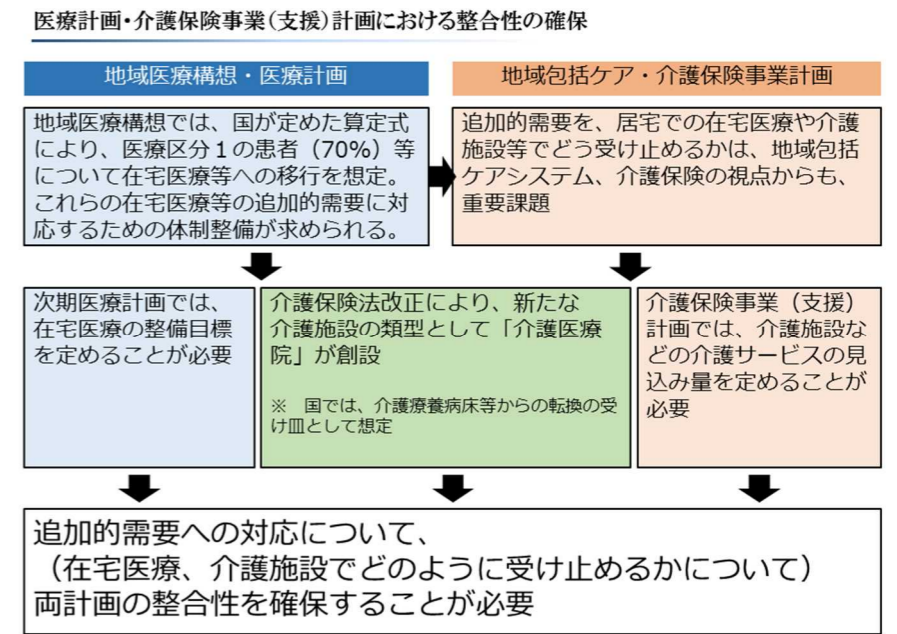 医療計画・介護保険事業（支援）計画における整合性の確保
地域医療構想・医療計画
地域包括ケア・介護保険事業計画
地域医療構想では、国が定めた算定式
により、医療区分１の患者（70%）等
について在宅医療等への移行を想定。
これらの在宅医療等の追加的需要に対
応するための体制整備が求められる。
追加的需要を、居宅での在宅医療や介護
施設等でどう受け止めるかは、地域包括
ケアシステム、介護保険の視点からも、
重要課題
次期医療計画では、
在宅医療の整備目標
を定めることが必要
介護保険法改正により、新たな
介護施設の類型として「介護医療
院」が創設
※　国では、介護療養病床等からの転換の受
け皿として想定
介護保険事業（支援）
計画では、介護施設な
どの介護サービスの見
込み量を定めることが
必要
追加的需要への対応について、
（在宅医療、介護施設でどのように受け止めるかについて）
両計画の整合性を確保することが必要